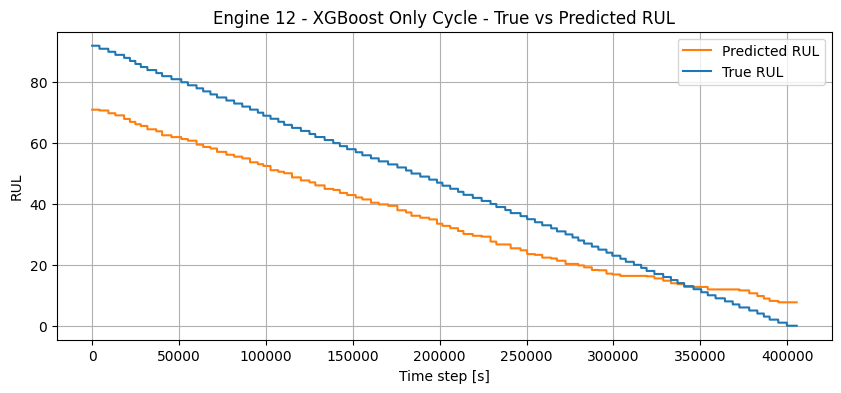 Engine 12 - XGBoost Only Cycle - True vs Predicted RUL
Predicted RUL
True RUL
RUL
80
60
40
20
0
0 50000 100000 150000 200000 250000 300000 350000 400000
Time step [s]